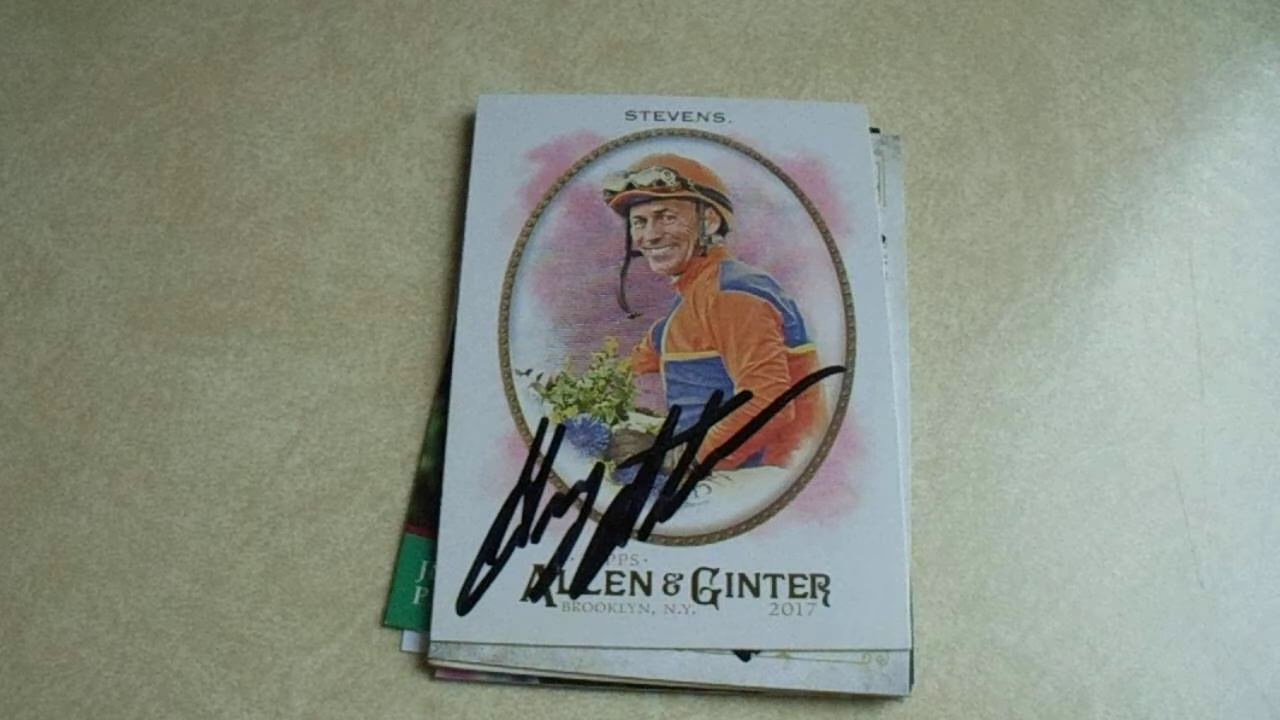 STEVENS.
TOPPS.
ALLEN & GINTER
BROOKLYN, N.Y. 2017